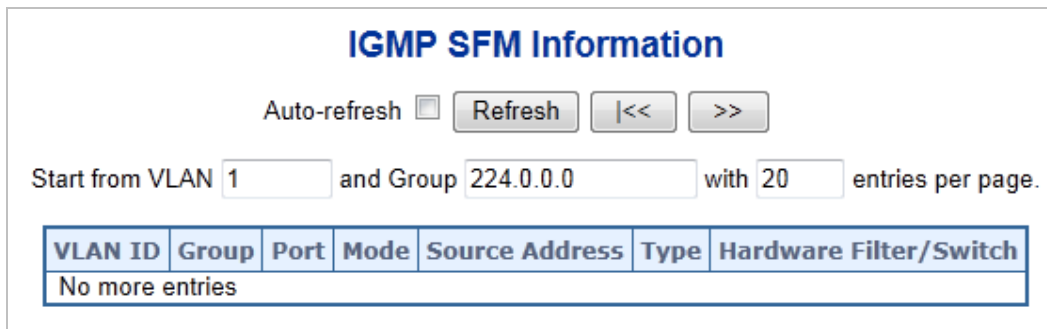 IGMP SFM Information
Auto-refresh Refresh |<< >>
Start from VLAN 1 and Group 224.0.0.0 with 20 entries per page.
VLAN ID Group Port Mode Source Address Type Hardware Filter/Switch
No more entries